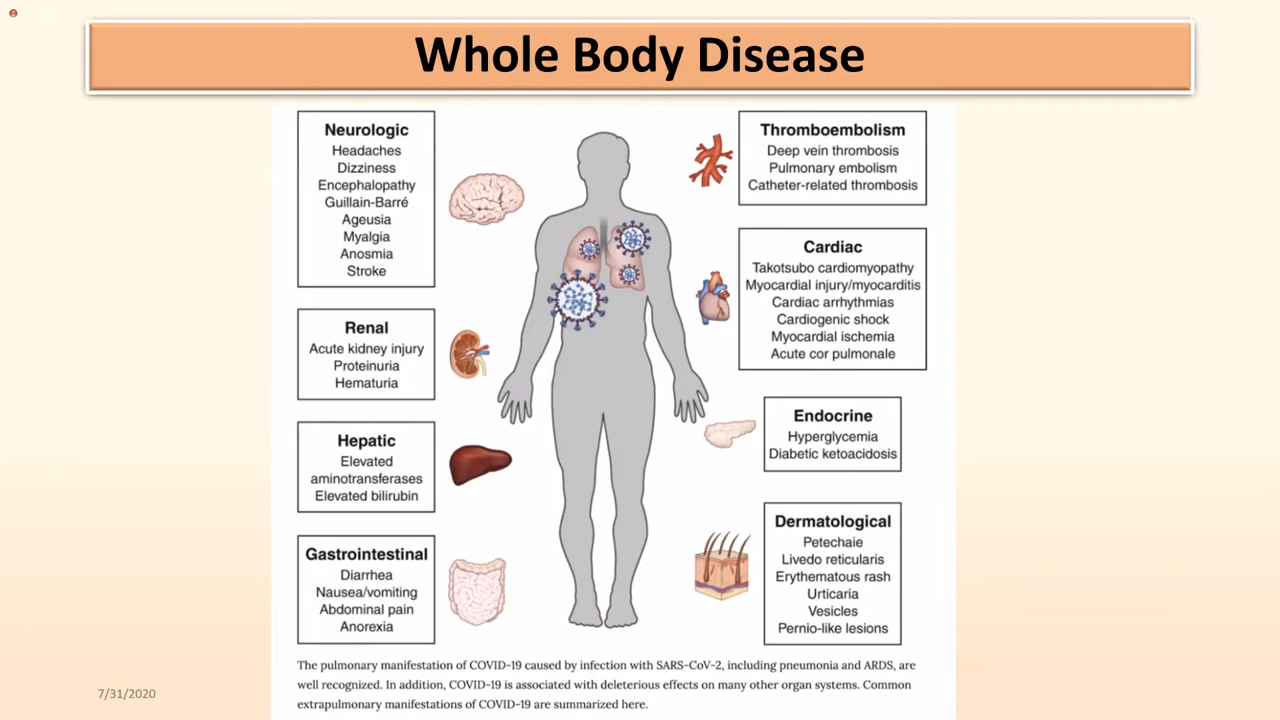 Whole Body Disease
Neurologic
Headaches
Dizziness
Encephalopathy
Guillain-Barré
Ageusia
Myalgia
Anosmia
Stroke
Renal
Acute kidney injury
Proteinuria
Hematuria
Hepatic
Elevated
aminotransferases
Elevated bilirubin
Gastrointestinal
Diarrhea
Nausea/vomiting
Abdominal pain
Anorexia
Thromboembolism
Deep vein thrombosis
Pulmonary embolism
Catheter-related thrombosis
Cardiac
Takotsubo cardiomyopathy
Myocardial injury/myocarditis
Cardiac arrhythmias
Cardiogenic shock
Myocardial ischemia
Acute cor pulmonale
Endocrine
Hyperglycemia
Diabetic ketoacidosis
Dermatological
Petechaie
Livedo reticularis
Erythematous rash
Urticaria
Vesicles
Pernio-like lesions
The pulmonary manifestation of COVID-19 caused by infection with SARS-CoV-2, including pneumonia and ARDS, are
well recognized. In addition, COVID-19 is associated with deleterious effects on many other organ systems. Common
extrapulmonary manifestations of COVID-19 are summarized here.
7/31/2020